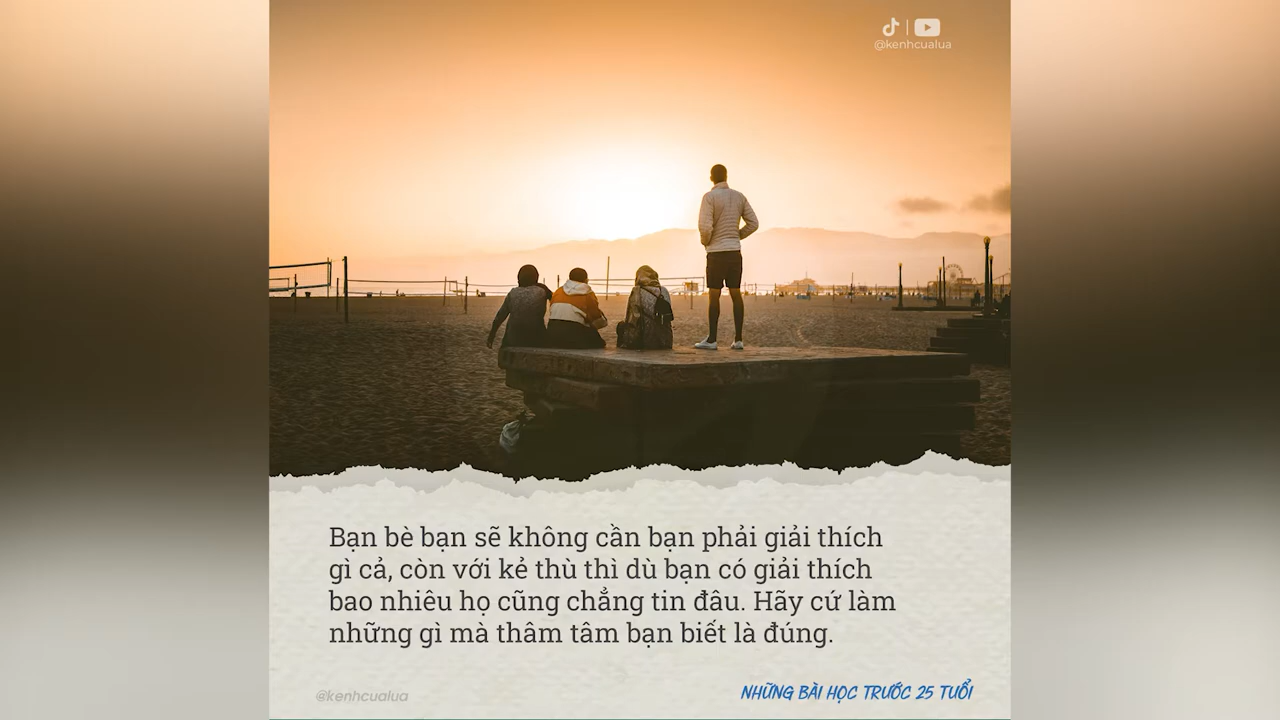 @kenhcualua
Bạn bè bạn sẽ không cần bạn phải giải thích
gì cả, còn với kẻ thù thì dù bạn có giải thích
bao nhiêu họ cũng chẳng tin đâu. Hãy cứ làm
những gì mà thâm tâm bạn biết là đúng.
@kenhcualua
NHỮNG BÀI HỌC TRƯỚC 25 TUỔI